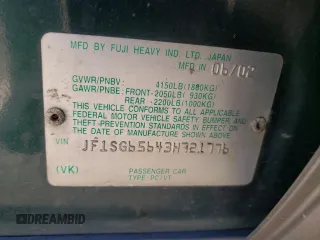 MFD BY FUJI HEAVY IND. LTD. JAPAN
MFD IN 06/02
GVWR/PNBV: 4150LB(1880KG)
GAWR/PNBE: FRONT-2050LB( 930KG)
REAR-2200LB(1000KG)
THIS VEHICLE CONFORMS TO ALL APPLICABLE
FEDERAL MOTOR VEHICLE SAFETY, BUMPER, AND
THEFT PREVENTION STANDARDS IN EFFECT ON THE
DATE OF MANUFACTURE SHOWN ABOVE.
VIN JF1SG65643H721776
(VK) PASSENGER CAR
TYPE PC/VT
DREAMBID
DREAMBID.COM